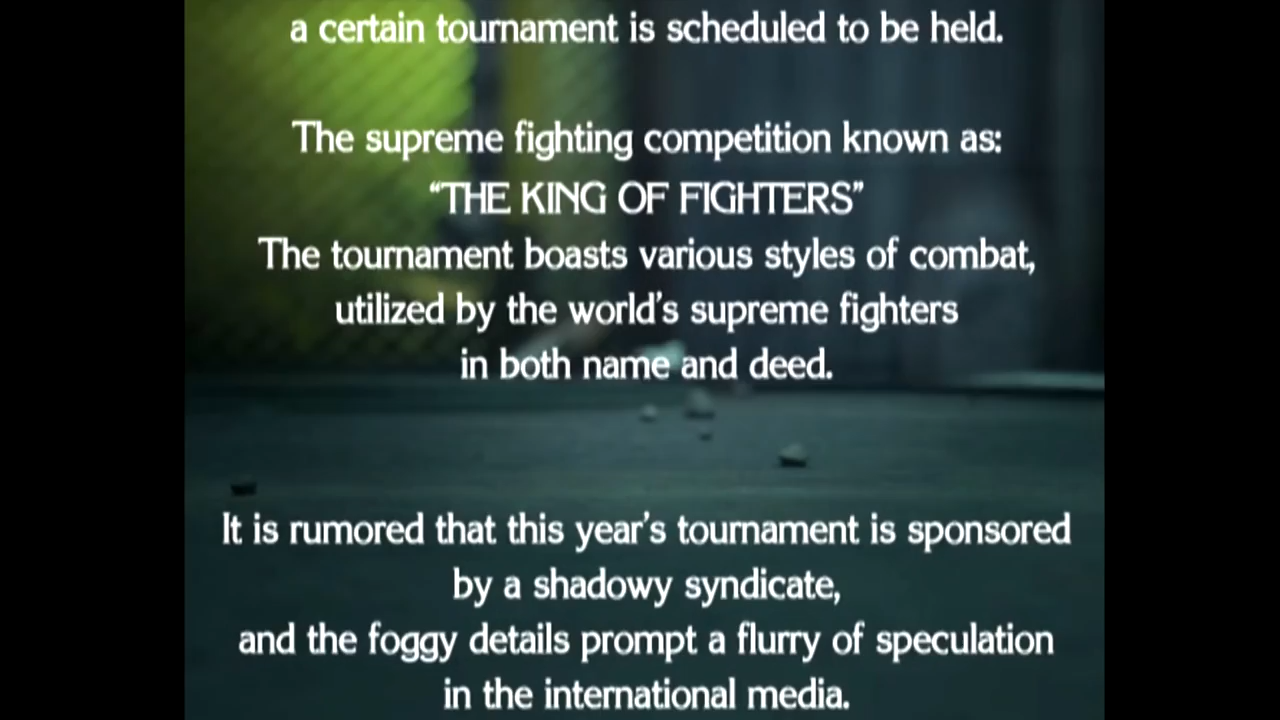 a certain tournament is scheduled to be held.
The supreme fighting competition known as:
“THE KING OF FIGHTERS”
The tournament boasts various styles of combat,
utilized by the world’s supreme fighters
in both name and deed.
It is rumored that this year’s tournament is sponsored
by a shadowy syndicate,
and the foggy details prompt a flurry of speculation
in the international media.